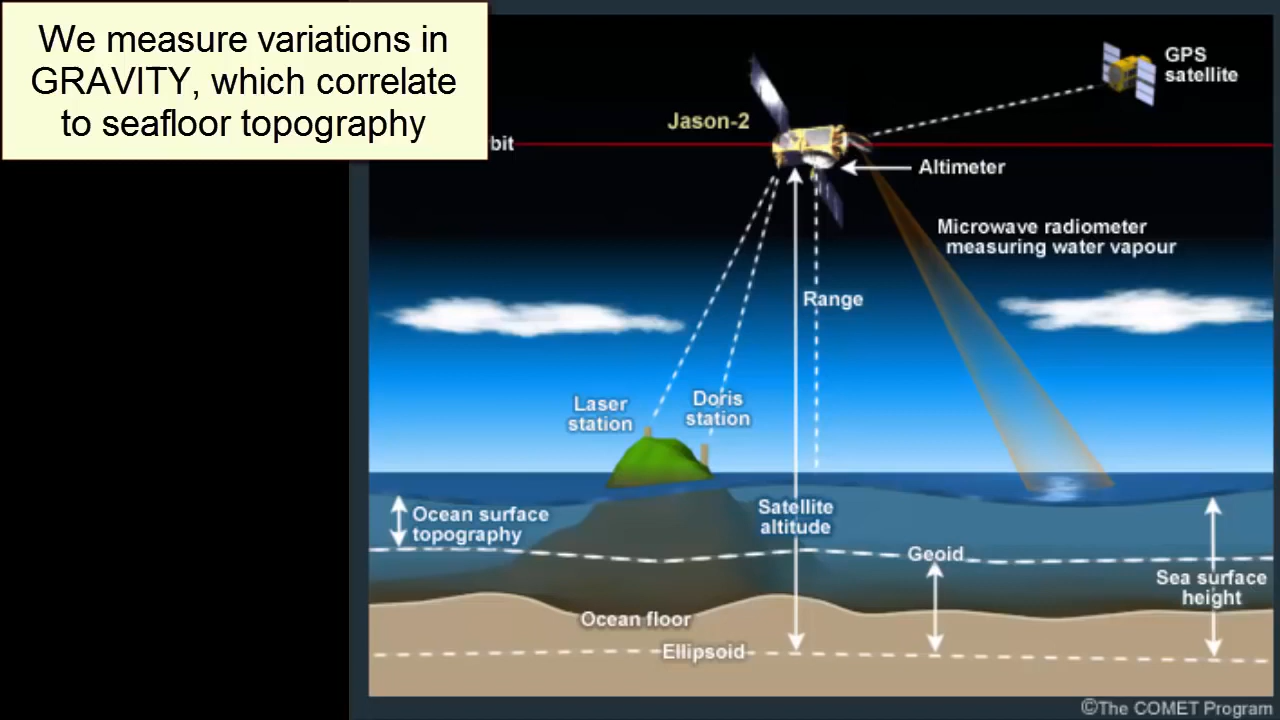 We measure variations in
GRAVITY, which correlate
to seafloor topography
GPS
satellite
Jason-2
bit
Altimeter
Microwave radiometer
measuring water vapour
Range
Laser
station
Doris
station
Satellite
altitude
Ocean surface
topography
Geoid
Sea surface
height
Ocean floor
Ellipsoid
©The COMET Program